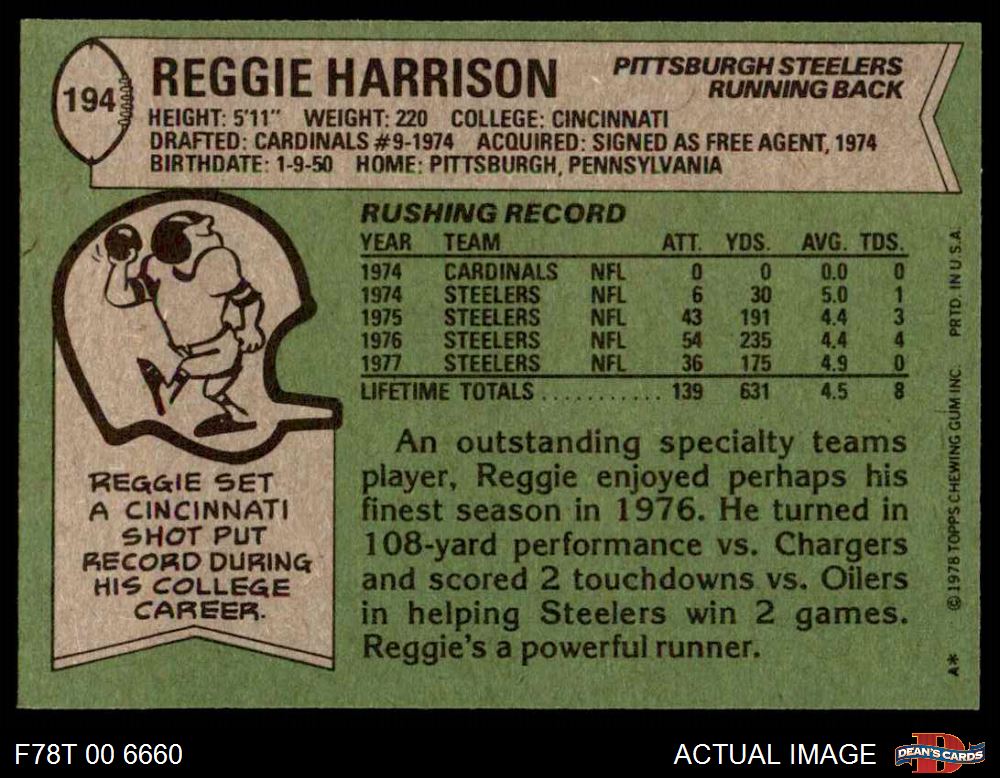 194
REGGIE HARRISON
PITTSBURGH STEELERS
RUNNING BACK
HEIGHT: 5'11" WEIGHT: 220 COLLEGE: CINCINNATI
DRAFTED: CARDINALS #9-1974 ACQUIRED: SIGNED AS FREE AGENT, 1974
BIRTHDATE: 1-9-50 HOME: PITTSBURGH, PENNSYLVANIA
RUSHING RECORD
YEAR TEAM ATT. YDS. AVG. TDS.
1974 CARDINALS NFL 0 0 0.0 0
1974 STEELERS NFL 6 30 5.0 1
1975 STEELERS NFL 43 191 4.4 3
1976 STEELERS NFL 54 235 4.4 4
1977 STEELERS NFL 36 175 4.9 0
LIFETIME TOTALS ........... 139 631 4.5 8
An outstanding specialty teams
player, Reggie enjoyed perhaps his
finest season in 1976. He turned in
108-yard performance vs. Chargers
and scored 2 touchdowns vs. Oilers
in helping Steelers win 2 games.
Reggie's a powerful runner.
REGGIE SET
A CINCINNATI
SHOT PUT
RECORD DURING
HIS COLLEGE
CAREER.
A* © 1978 TOPPS CHEWING GUM INC. PRTD. IN U.S.A.
F78T 00 6660
ACTUAL IMAGE
DEAN'S CARDS